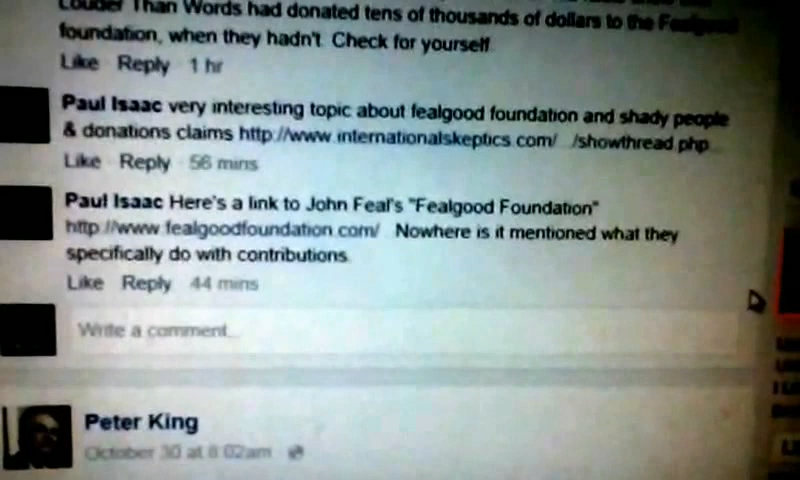 Louder Than Words had donated tens of thousands of dollars to the Fealgood
foundation, when they hadn't. Check for yourself.
Like Reply 1 hr
Paul Isaac very interesting topic about fealgood foundation and shady people
& donations claims http://www.internationalskeptics.com/ /showthread.php...
Like Reply 56 mins
Paul Isaac Here's a link to John Feal's "Fealgood Foundation"
http://www.fealgoodfoundation.com/ Nowhere is it mentioned what they
specifically do with contributions.
Like Reply 44 mins
Write a comment...
Peter King
October 30 at 8:02am